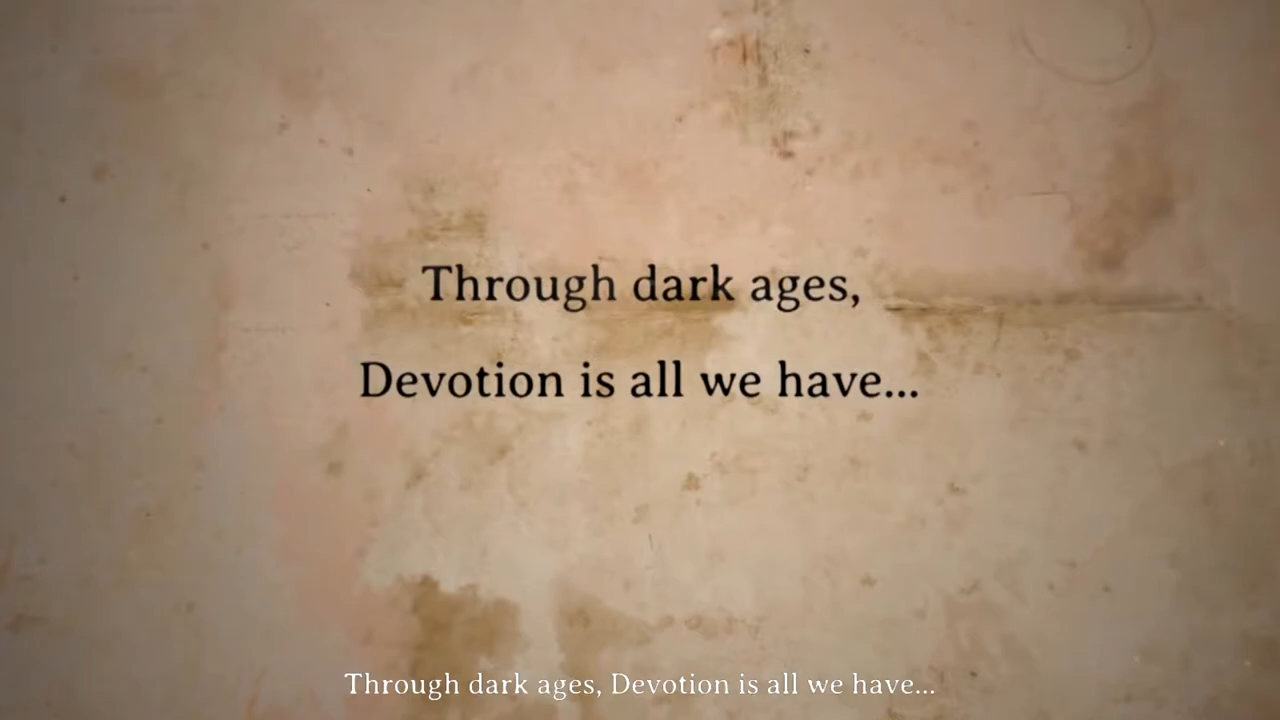 Through dark ages,
Devotion is all we have...
Through dark ages, Devotion is all we have...